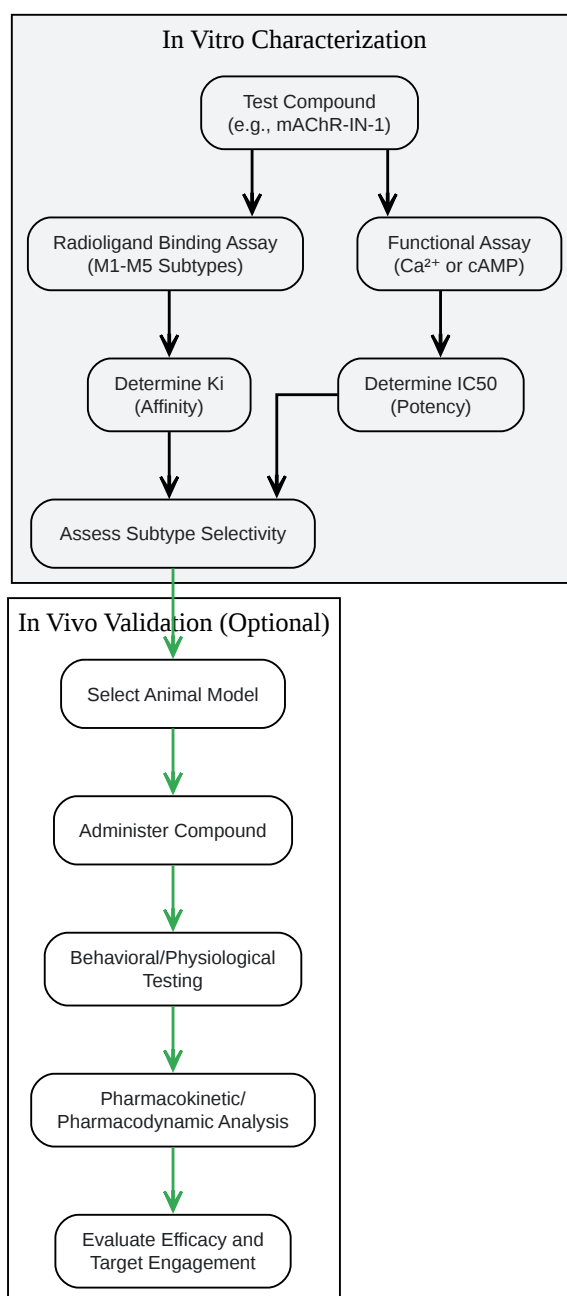 In Vitro Characterization
Test Compound
(e.g., mAChR-IN-1)
Radioligand Binding Assay
(M1-M5 Subtypes)
Functional Assay
(Ca²⁺ or cAMP)
Determine Ki
(Affinity)
Determine IC50
(Potency)
Assess Subtype Selectivity
In Vivo Validation (Optional)
Select Animal Model
Administer Compound
Behavioral/Physiological
Testing
Pharmacokinetic/
Pharmacodynamic Analysis
Evaluate Efficacy and
Target Engagement